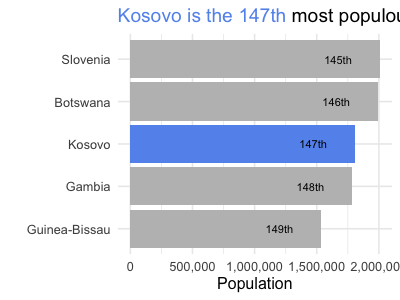 Kosovo is the 147th most populou
Slovenia 145th
Botswana 146th
Kosovo 147th
Gambia 148th
Guinea-Bissau 149th
0 500,000 1,000,000 1,500,000 2,000,00
Population